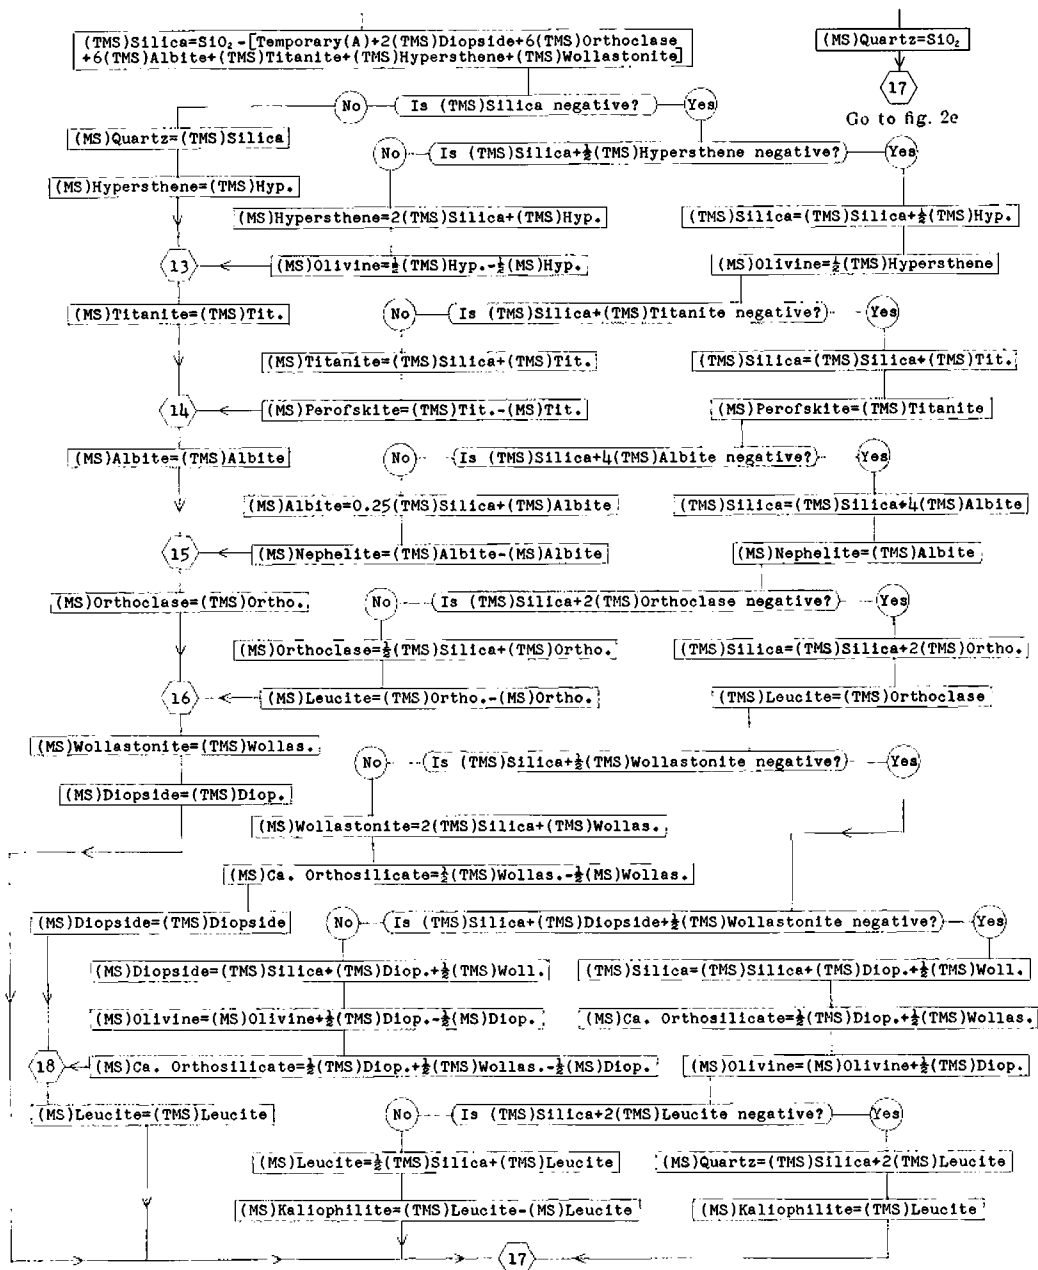 (TMS)Silica=SiO₂-[Temporary(A)+2(TMS)Diopside+6(TMS)Orthoclase
+6(TMS)Albite+(TMS)Titanite+(TMS)Hypersthene+(TMS)Wollastonite]
(MS)Quartz=SiO₂
17
Go to fig. 2e
No
Is (TMS)Silica negative?
Yes
(MS)Quartz=(TMS)Silica
No
Is (TMS)Silica+½(TMS)Hypersthene negative?
Yes
(MS)Hypersthene=(TMS)Hyp.
(MS)Hypersthene=2(TMS)Silica+(TMS)Hyp.
(TMS)Silica=(TMS)Silica+½(TMS)Hyp.
13
(MS)Olivine=½(TMS)Hyp.-½(MS)Hyp.
(MS)Olivine=½(TMS)Hypersthene
(MS)Titanite=(TMS)Tit.
No
Is (TMS)Silica+(TMS)Titanite negative?
Yes
(MS)Titanite=(TMS)Silica+(TMS)Tit.
(TMS)Silica=(TMS)Silica+(TMS)Tit.
14
(MS)Perofskite=(TMS)Tit.-(MS)Tit.
(MS)Perofskite=(TMS)Titanite
(MS)Albite=(TMS)Albite
No
Is (TMS)Silica+4(TMS)Albite negative?
Yes
(MS)Albite=0.25(TMS)Silica+(TMS)Albite
(TMS)Silica=(TMS)Silica+4(TMS)Albite
15
(MS)Nephelite=(TMS)Albite-(MS)Albite
(MS)Nephelite=(TMS)Albite
(MS)Orthoclase=(TMS)Ortho.
No
Is (TMS)Silica+2(TMS)Orthoclase negative?
Yes
(MS)Orthoclase=½(TMS)Silica+(TMS)Ortho.
(TMS)Silica=(TMS)Silica+2(TMS)Ortho.
16
(MS)Leucite=(TMS)Ortho.-(MS)Ortho.
(TMS)Leucite=(TMS)Orthoclase
(MS)Wollastonite=(TMS)Wollas.
No
Is (TMS)Silica+½(TMS)Wollastonite negative?
Yes
(MS)Diopside=(TMS)Diop.
(MS)Wollastonite=2(TMS)Silica+(TMS)Wollas.
(MS)Ca. Orthosilicate=½(TMS)Wollas.-½(MS)Wollas.
(MS)Diopside=(TMS)Diopside
No
Is (TMS)Silica+(TMS)Diopside+½(TMS)Wollastonite negative?
Yes
(MS)Diopside=(TMS)Silica+(TMS)Diop.+½(TMS)Woll.
(TMS)Silica=(TMS)Silica+(TMS)Diop.+½(TMS)Woll.
(MS)Olivine=(MS)Olivine+½(TMS)Diop.-½(MS)Diop.
(MS)Ca. Orthosilicate=½(TMS)Diop.+½(TMS)Wollas.
18
(MS)Ca. Orthosilicate=½(TMS)Diop.+½(TMS)Wollas.-½(MS)Diop.
(MS)Olivine=(MS)Olivine+½(TMS)Diop.
(MS)Leucite=(TMS)Leucite
No
Is (TMS)Silica+2(TMS)Leucite negative?
Yes
(MS)Leucite=½(TMS)Silica+(TMS)Leucite
(MS)Quartz=(TMS)Silica+2(TMS)Leucite
(MS)Kaliophilite=(TMS)Leucite-(MS)Leucite
(MS)Kaliophilite=(TMS)Leucite
17